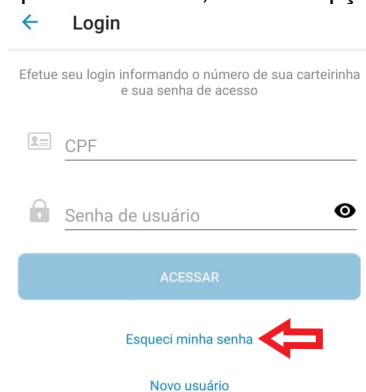 Login
Efetue seu login informando o número de sua carteirinha
e sua senha de acesso
CPF
Senha de usuário
ACESSAR
Esqueci minha senha
Novo usuário